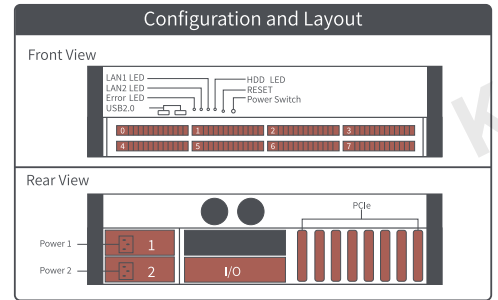 Configuration and Layout
Front View
LAN1 LED
LAN2 LED
Error LED
USB2.0
HDD LED
RESET
Power Switch
0 1 2 3
4 5 6 7
Rear View
PCIe
Power 1
1
Power 2
2
I/O
K